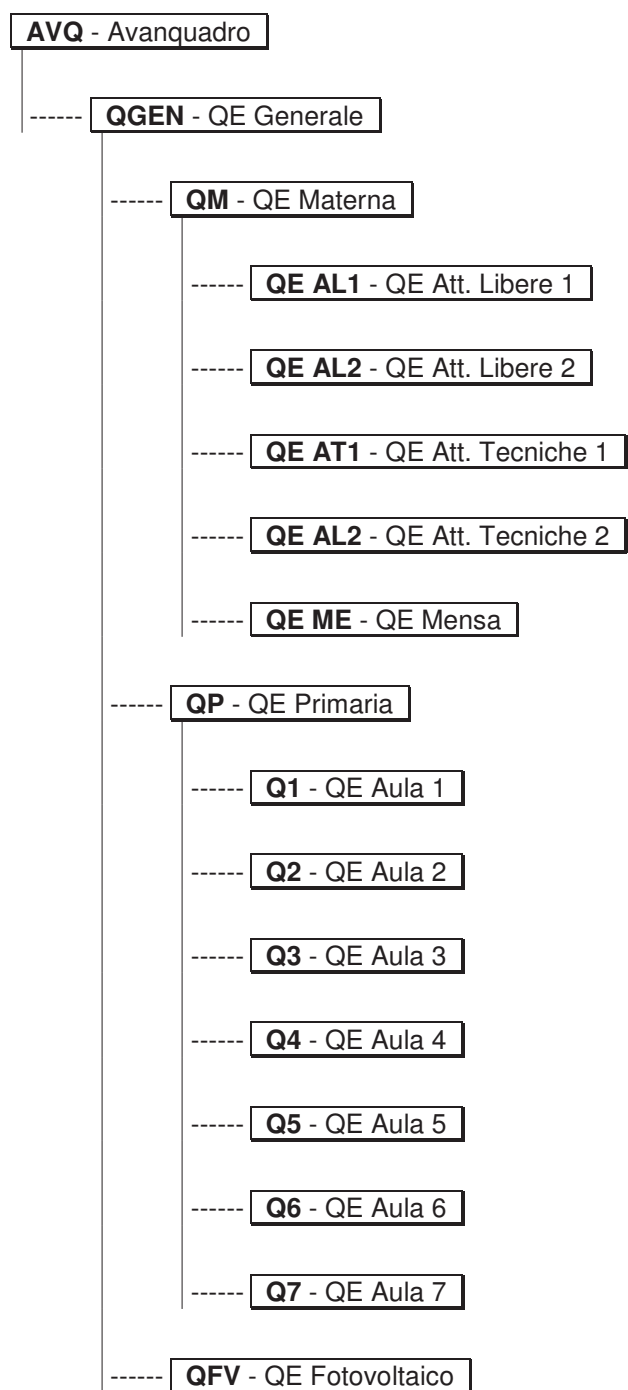 AVQ - Avanquadro
------ QGEN - QE Generale
------ QM - QE Materna
------ QE AL1 - QE Att. Libere 1
------ QE AL2 - QE Att. Libere 2
------ QE AT1 - QE Att. Tecniche 1
------ QE AL2 - QE Att. Tecniche 2
------ QE ME - QE Mensa
------ QP - QE Primaria
------ Q1 - QE Aula 1
------ Q2 - QE Aula 2
------ Q3 - QE Aula 3
------ Q4 - QE Aula 4
------ Q5 - QE Aula 5
------ Q6 - QE Aula 6
------ Q7 - QE Aula 7
------ QFV - QE Fotovoltaico